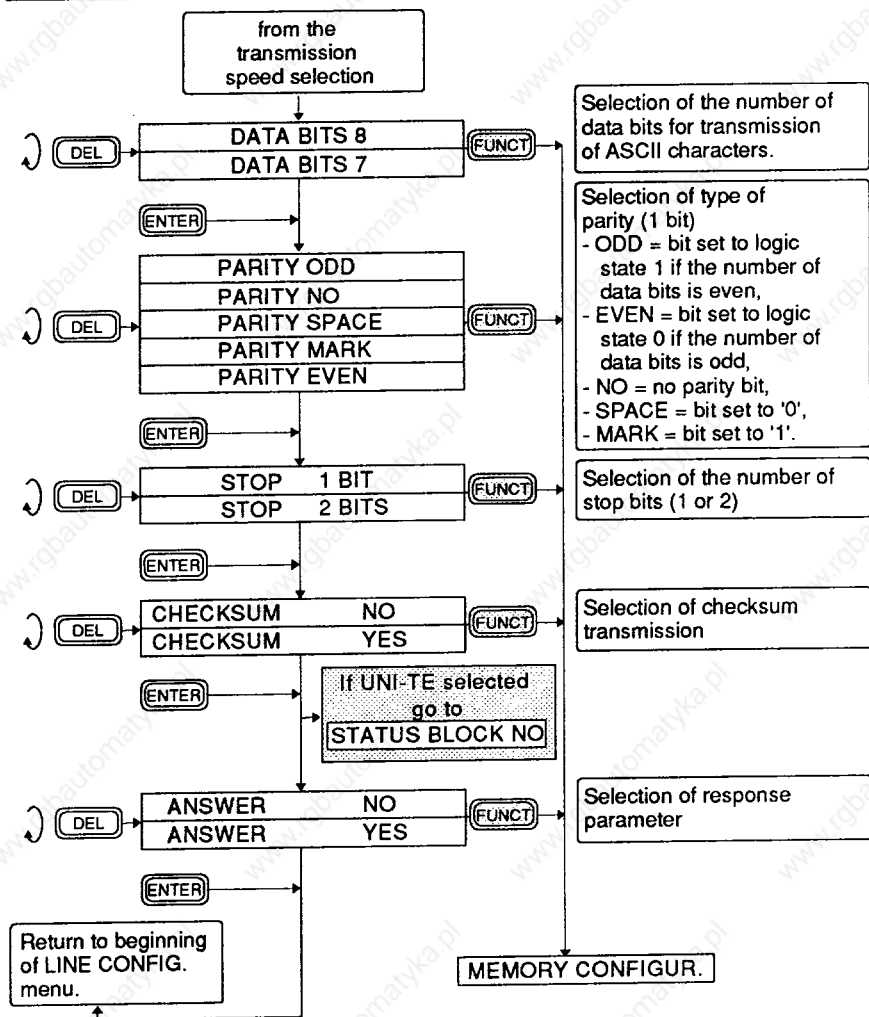 from the
transmission
speed selection
DEL
DATA BITS 8
DATA BITS 7
FUNCT
Selection of the number of
data bits for transmission
of ASCII characters.
ENTER
DEL
PARITY ODD
PARITY NO
PARITY SPACE
PARITY MARK
PARITY EVEN
FUNCT
Selection of type of
parity (1 bit)
- ODD = bit set to logic
state 1 if the number of
data bits is even,
- EVEN = bit set to logic
state 0 if the number of
data bits is odd,
- NO = no parity bit,
- SPACE = bit set to '0',
- MARK = bit set to '1'.
ENTER
DEL
STOP 1 BIT
STOP 2 BITS
FUNCT
Selection of the number of
stop bits (1 or 2)
ENTER
DEL
CHECKSUM NO
CHECKSUM YES
FUNCT
Selection of checksum
transmission
ENTER
If UNI-TE selected
go to
STATUS BLOCK NO
DEL
ANSWER NO
ANSWER YES
FUNCT
Selection of response
parameter
ENTER
Return to beginning
of LINE CONFIG.
menu.
MEMORY CONFIGUR.
www.rgbautomatyka.pl